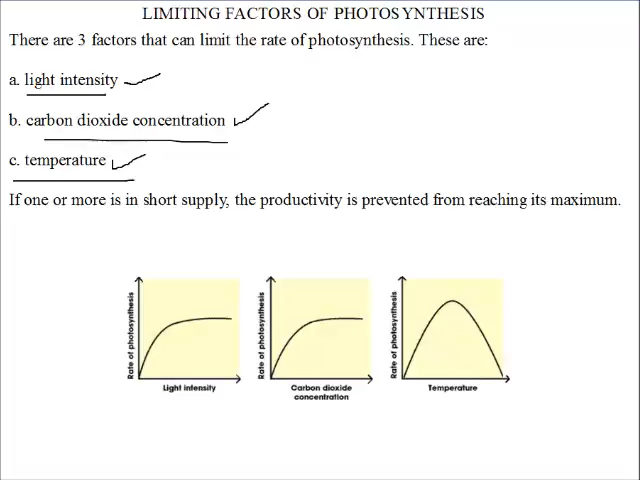 LIMITING FACTORS OF PHOTOSYNTHESIS
There are 3 factors that can limit the rate of photosynthesis. These are:
a. light intensity
b. carbon dioxide concentration
c. temperature
If one or more is in short supply, the productivity is prevented from reaching its maximum.
Rate of photosynthesis
Light intensity
Rate of photosynthesis
Carbon dioxide
concentration
Rate of photosynthesis
Temperature